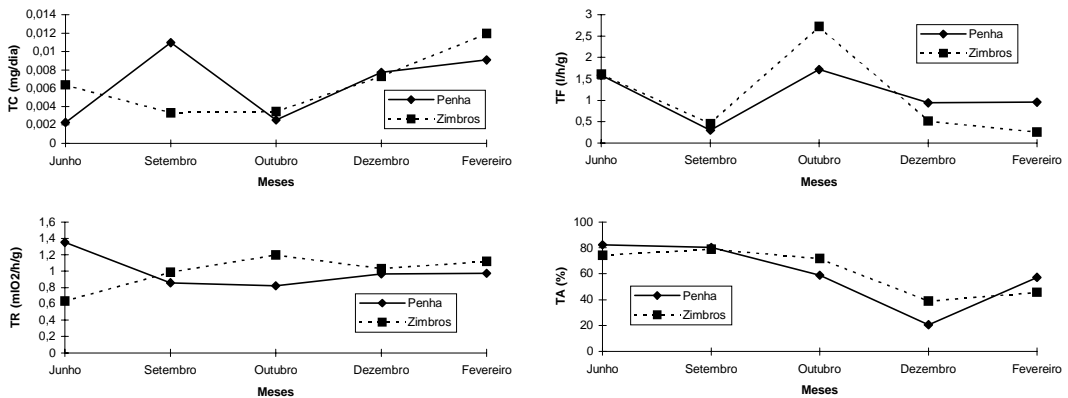 TC (mg/dia)
0,014
0,012
0,01
0,008
0,006
0,004
0,002
0
Junho Setembro Outubro Dezembro Fevereiro
Meses
Penha
Zimbros
TF (l/h/g)
3
2,5
2
1,5
1
0,5
0
Junho Setembro Outubro Dezembro Fevereiro
Meses
Penha
Zimbros
TR (mlO2/h/g)
1,6
1,4
1,2
1
0,8
0,6
0,4
0,2
0
Junho Setembro Outubro Dezembro Fevereiro
Meses
Penha
Zimbros
TA (%)
100
80
60
40
20
0
Junho Setembro Outubro Dezembro Fevereiro
Meses
Penha
Zimbros